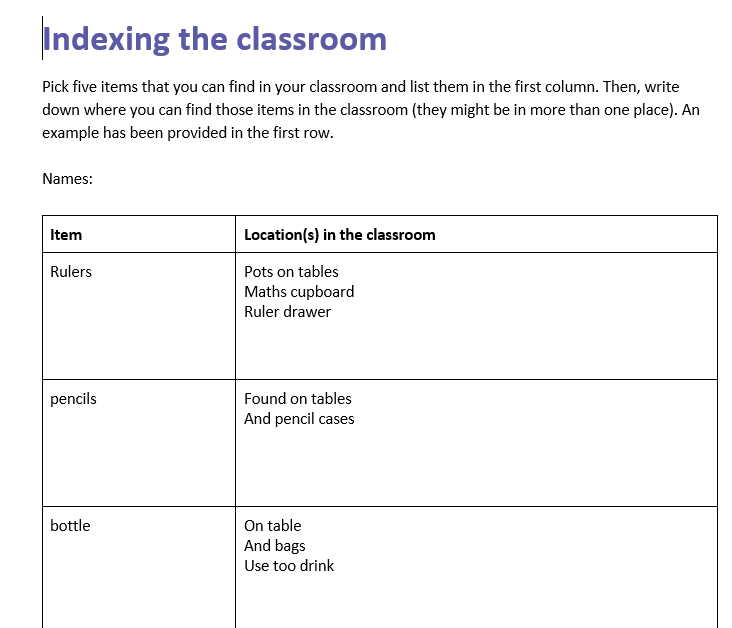 Indexing the classroom
Pick five items that you can find in your classroom and list them in the first column. Then, write
down where you can find those items in the classroom (they might be in more than one place). An
example has been provided in the first row.
Names:
Item
Location(s) in the classroom
Rulers
Pots on tables
Maths cupboard
Ruler drawer
pencils
Found on tables
And pencil cases
bottle
On table
And bags
Use too drink